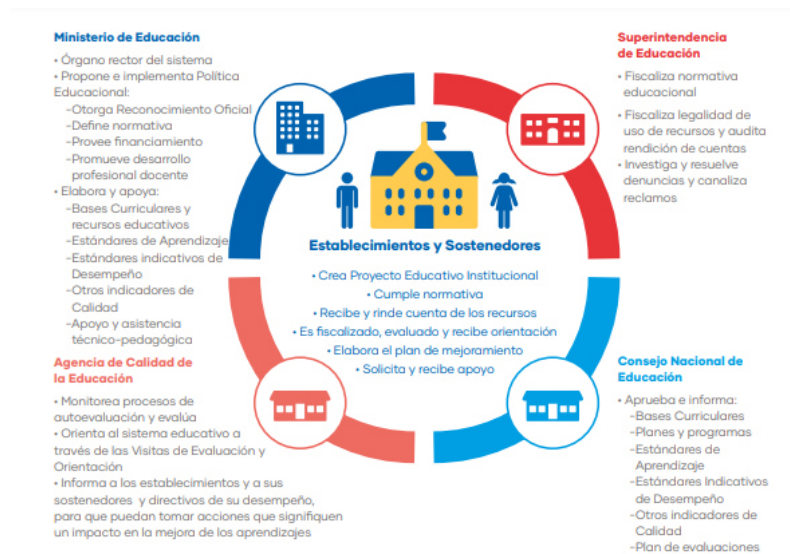 Ministerio de Educación
• Órgano rector del sistema
• Propone e implementa Política
Educacional:
-Otorga Reconocimiento Oficial
-Define normativa
-Provee financiamiento
-Promueve desarrollo
profesional docente
• Elabora y apoya:
-Bases Curriculares y
recursos educativos
-Estándares de Aprendizaje
-Estándares indicativos de
Desempeño
-Otros indicadores de
Calidad
-Apoyo y asistencia
técnico-pedagógica
Superintendencia
de Educación
• Fiscaliza normativa
educacional
• Fiscaliza legalidad de
uso de recursos y audita
rendición de cuentas
• Investiga y resuelve
denuncias y canaliza
reclamos
Establecimientos y Sostenedores
• Crea Proyecto Educativo Institucional
• Cumple normativa
• Recibe y rinde cuenta de los recursos
• Es fiscalizado, evaluado y recibe orientación
• Elabora el plan de mejoramiento
• Solicita y recibe apoyo
Agencia de Calidad de
la Educación
• Monitorea procesos de
autoevaluación y evalúa
• Orienta al sistema educativo a
través de las Visitas de Evaluación y
Orientación
• Informa a los establecimientos y a sus
sostenedores y directivos de su desempeño,
para que puedan tomar acciones que signifiquen
un impacto en la mejora de los aprendizajes
Consejo Nacional de
Educación
• Aprueba e informa:
-Bases Curriculares
-Planes y programas
-Estándares de
Aprendizaje
-Estándares Indicativos
de Desempeño
-Otros indicadores de
Calidad
-Plan de evaluaciones